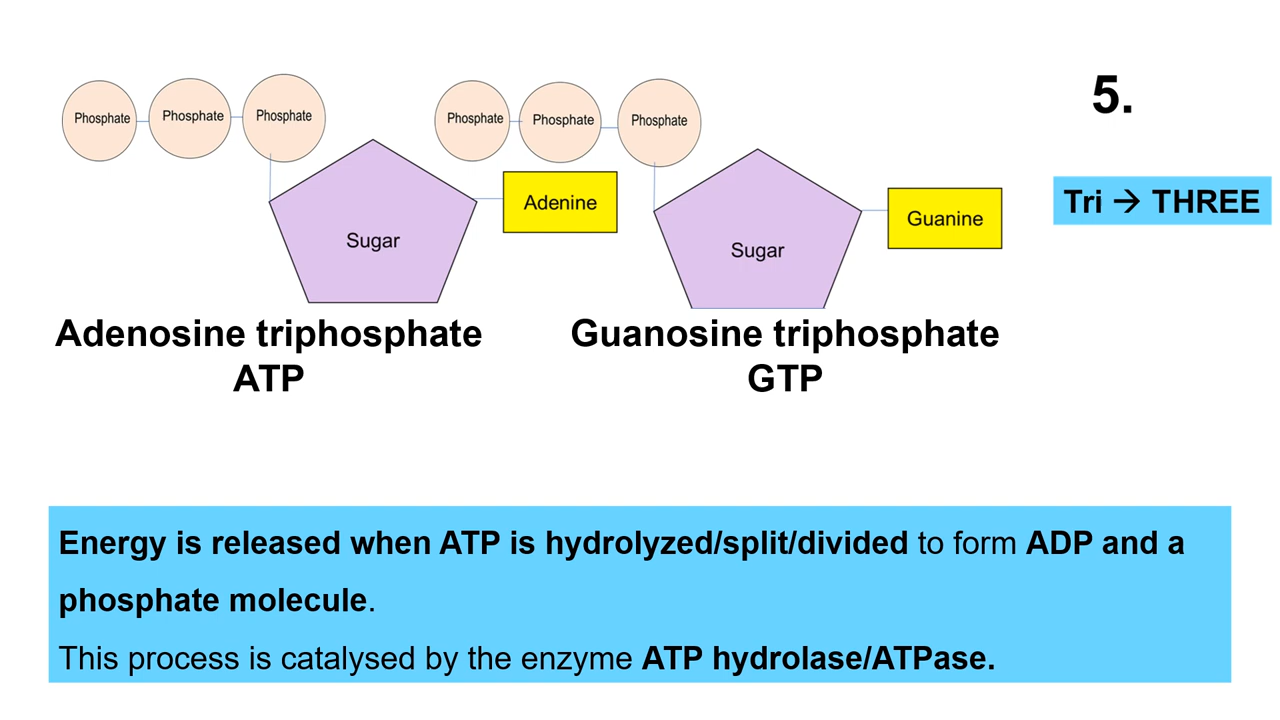 5.
Phosphate Phosphate Phosphate
Phosphate Phosphate Phosphate
Tri → THREE
Adenine
Guanine
Sugar
Sugar
Adenosine triphosphate
ATP
Guanosine triphosphate
GTP
Energy is released when ATP is hydrolyzed/split/divided to form ADP and a
phosphate molecule.
This process is catalysed by the enzyme ATP hydrolase/ATPase.